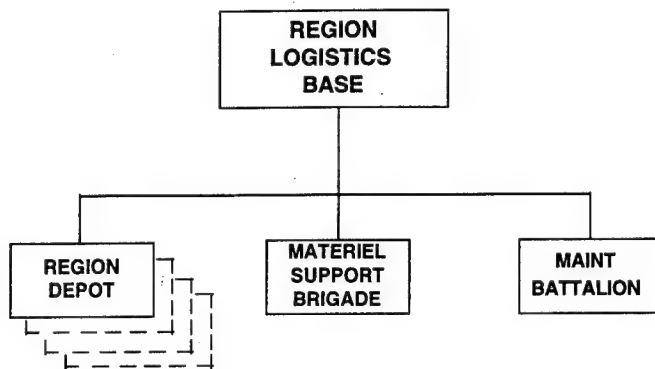 REGION
LOGISTICS
BASE
REGION
DEPOT
MATERIEL
SUPPORT
BRIGADE
MAINT
BATTALION